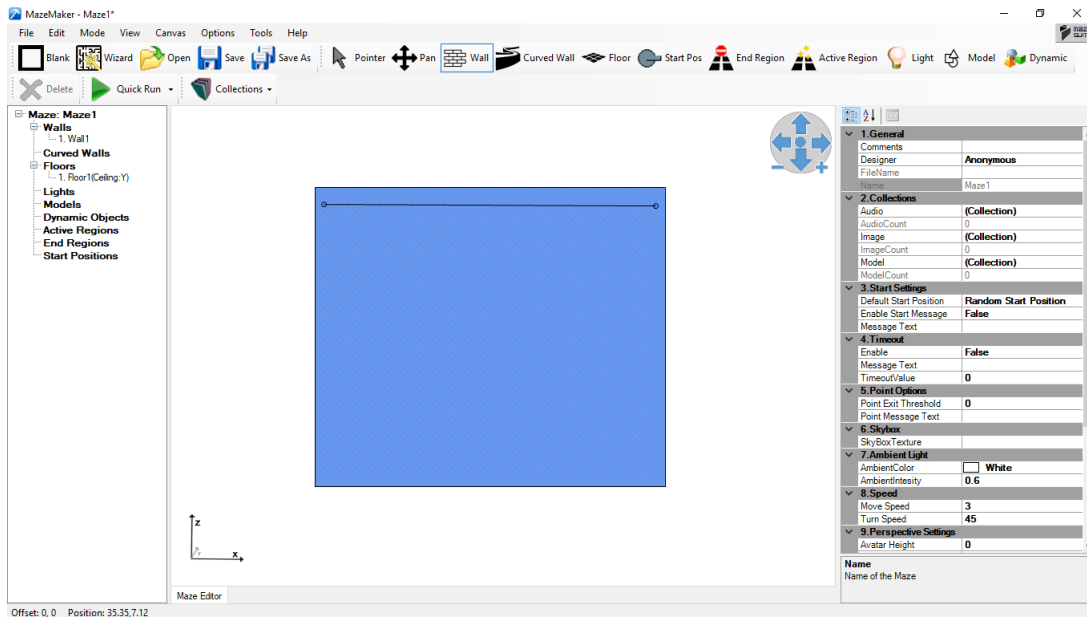 MazeMaker - Maze1*
File Edit Mode View Canvas Options Tools Help
Blank Wizard Open Save Save As Pointer Pan Wall Curved Wall Floor Start Pos End Region Active Region Light Model Dynamic
Delete Quick Run Collections
Maze: Maze1
Walls
1. Wall1
Curved Walls
Floors
1. Floor1(Ceiling:Y)
Lights
Models
Dynamic Objects
Active Regions
End Regions
Start Positions
z
x
Maze Editor
1.General
Comments
Designer Anonymous
FileName
Name Maze1
2.Collections
Audio (Collection)
AudioCount 0
Image (Collection)
ImageCount 0
Model (Collection)
ModelCount 0
3.Start Settings
Default Start Position Random Start Position
Enable Start Message False
Message Text
4.Timeout
Enable False
Message Text
TimeoutValue 0
5.Point Options
Point Exit Threshold 0
Point Message Text
6.Skybox
SkyBoxTexture
7.Ambient Light
AmbientColor White
AmbientIntesity 0.6
8.Speed
Move Speed 3
Turn Speed 45
9.Perspective Settings
Avatar Height 0
Name
Name of the Maze
Offset: 0, 0 Position: 35.35,7.12